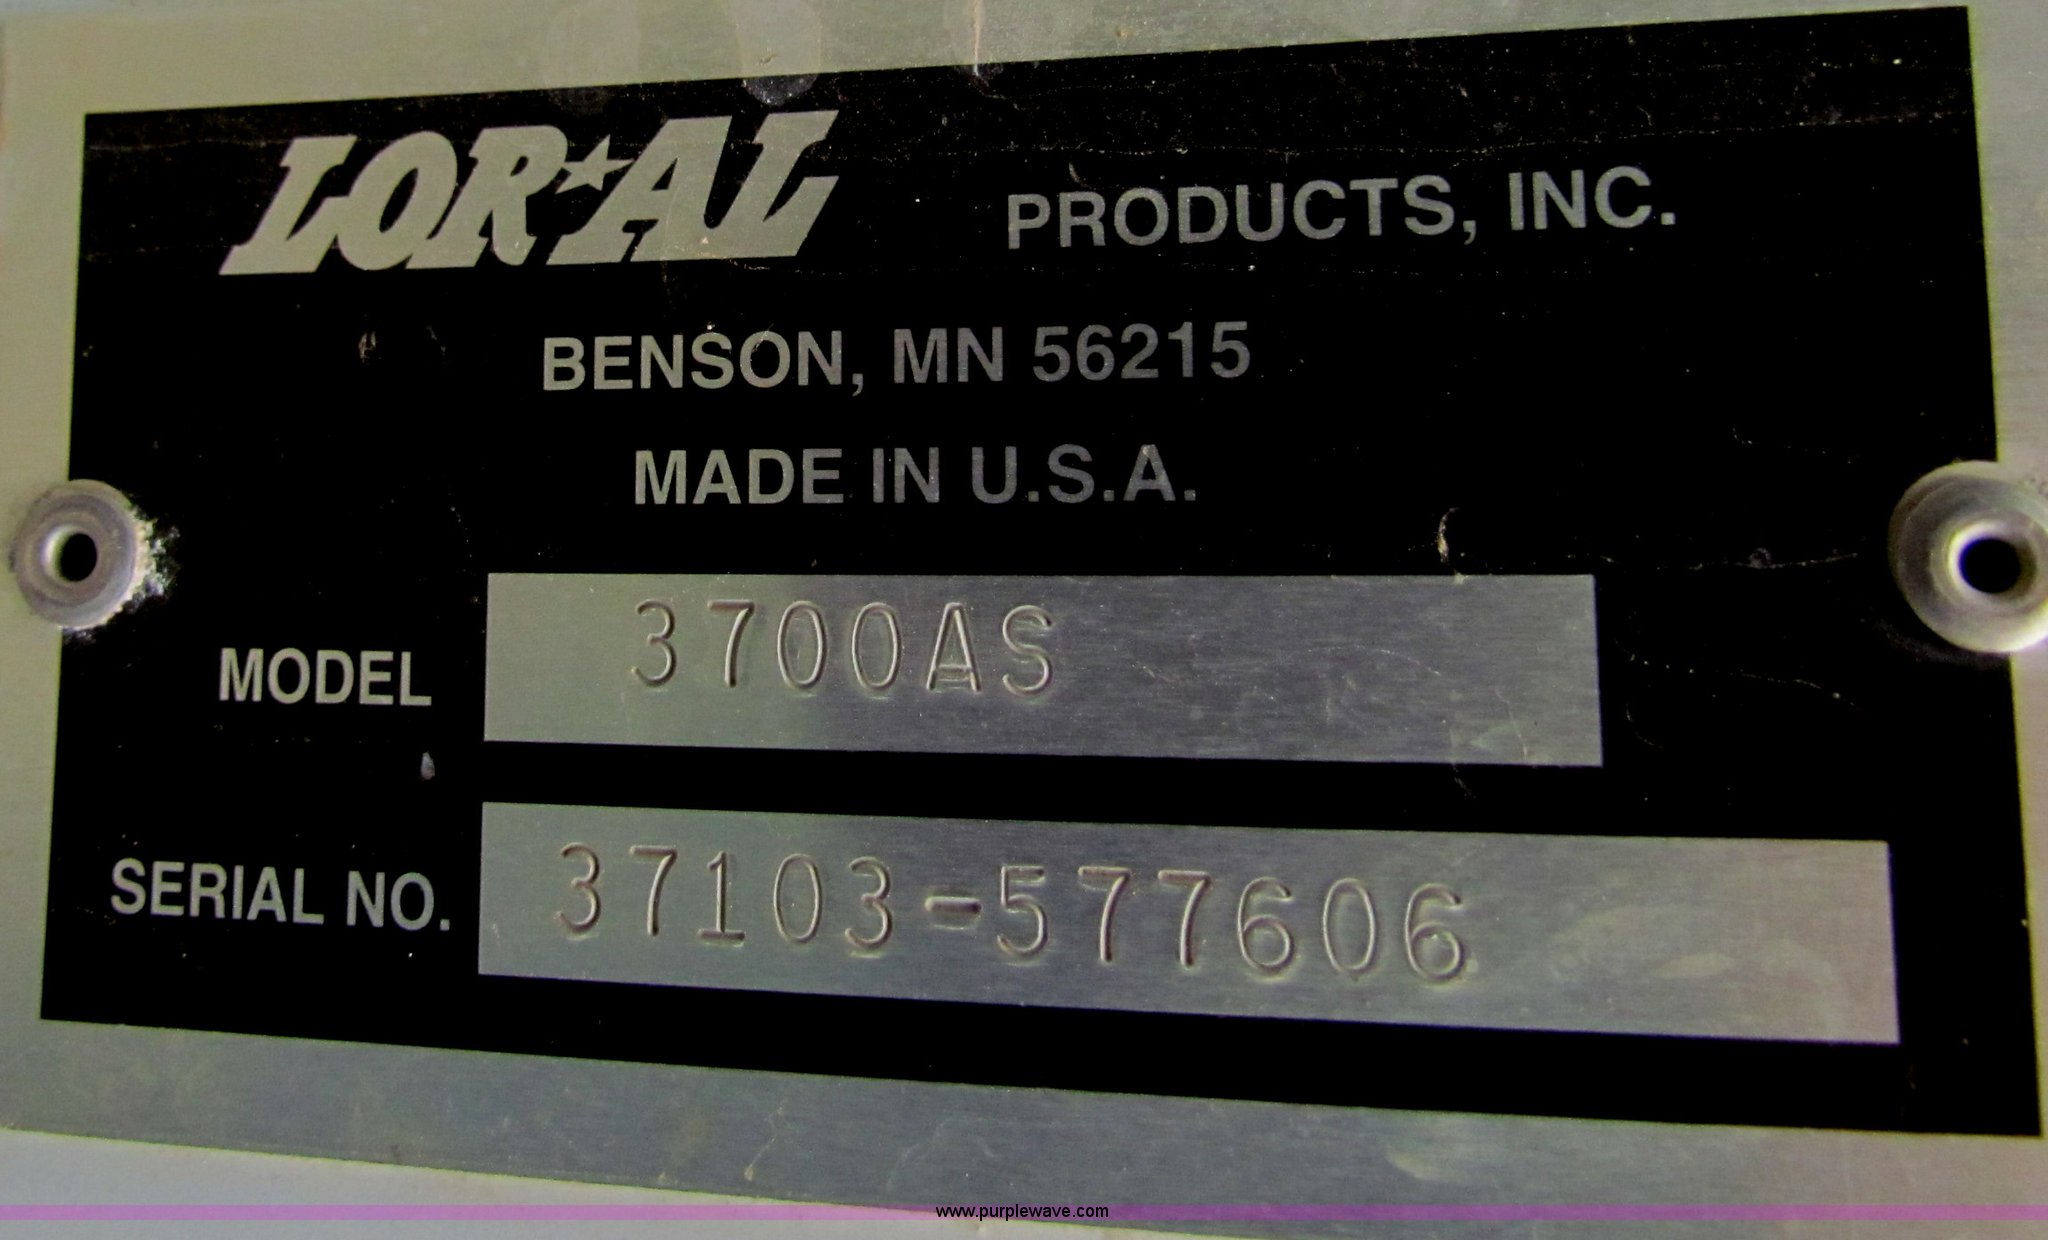 LOR★AL PRODUCTS, INC.
BENSON, MN 56215
MADE IN U.S.A.
MODEL 3700AS
SERIAL NO. 37103-577606
www.purplewave.com